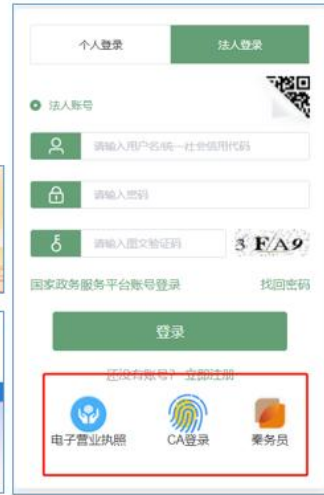 个人登录
法人登录
法人账号
请输入用户名/统一社会信用代码
请输入密码
请输入图文验证码
3 FA9
国家政务服务平台账号登录
找回密码
登录
还没有账号? 立即注册
电子营业执照
CA登录
秦务员